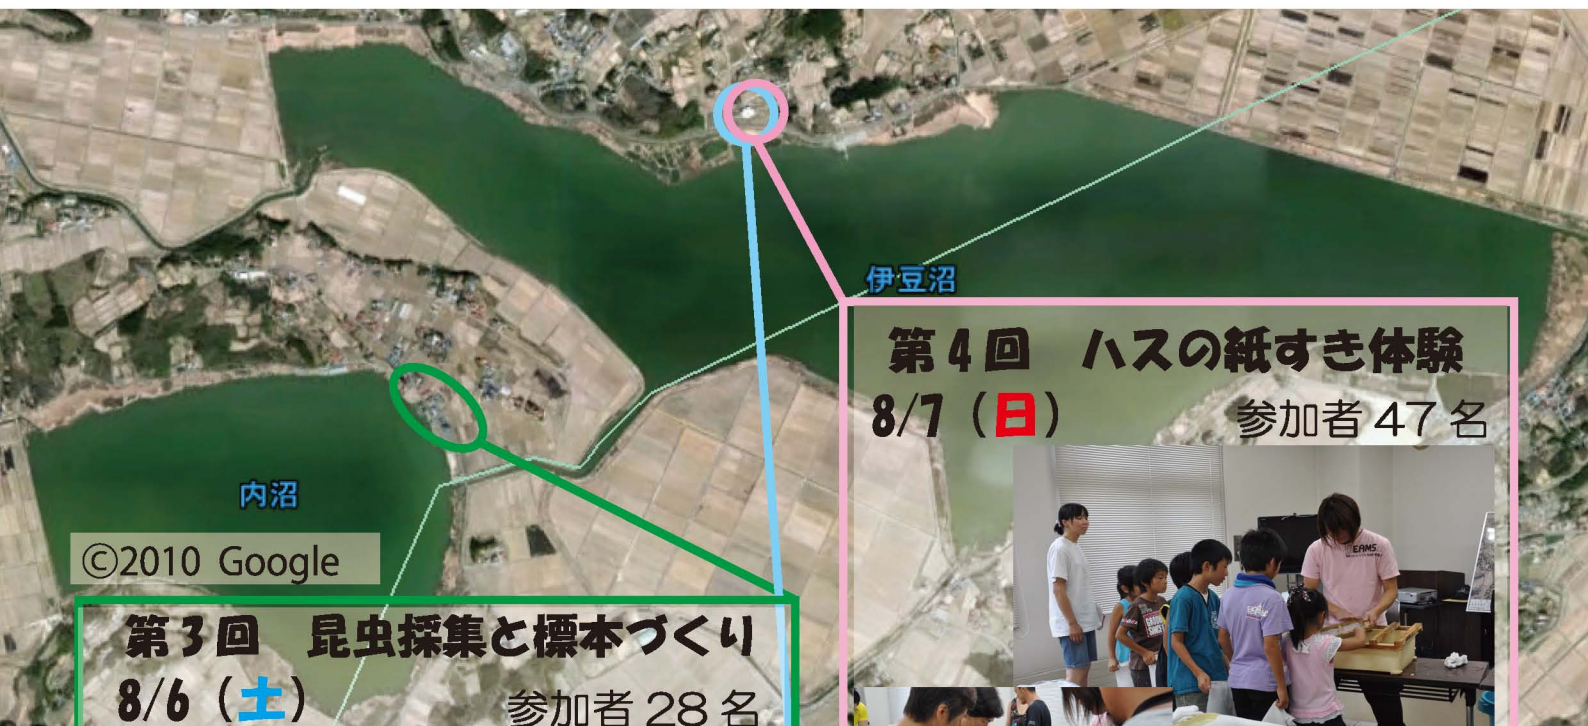 伊豆沼
第4回　ハスの紙すき体験
8/7（日）　参加者 47 名
内沼
©2010 Google
第3回　昆虫採集と標本づくり
8/6（土）　参加者 28 名